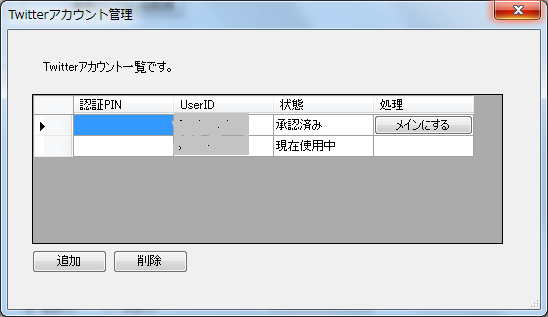 Twitterアカウント管理
Twitterアカウント一覧です。
認証PIN UserID 状態 処理
承認済み メインにする
現在使用中
追加 削除